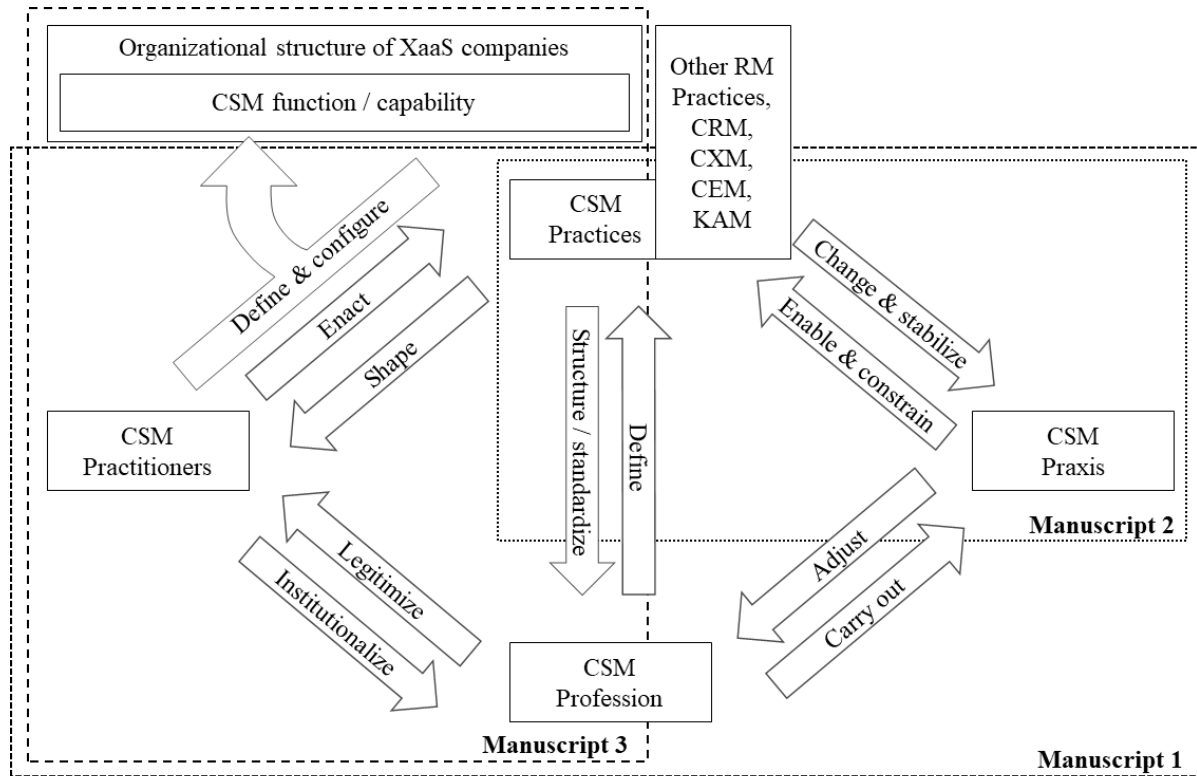 Organizational structure of XaaS companies
CSM function / capability
Other RM
Practices,
CRM,
CXM,
CEM,
KAM
CSM
Practices
Define & configure
Enact
Shape
Change & stabilize
Enable & constrain
Structure / standardize
Define
CSM
Practitioners
CSM
Praxis
Manuscript 2
Adjust
Carry out
Legitimize
Institutionalize
CSM
Profession
Manuscript 3
Manuscript 1